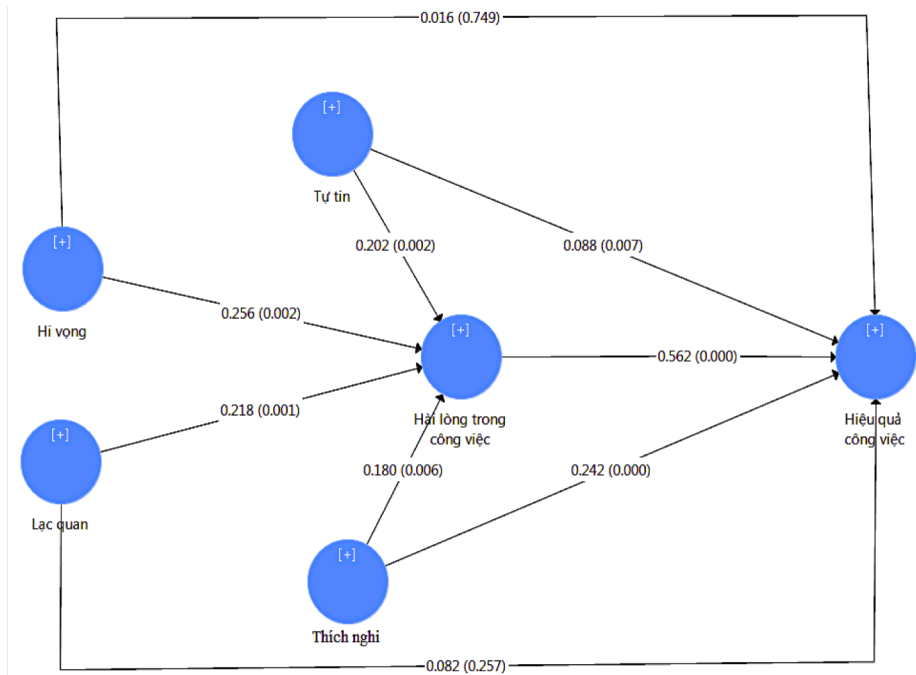 0.016 (0.749)
[+]
Tự tin
[+]
0.202 (0.002)
0.088 (0.007)
Hi vọng
0.256 (0.002)
[+]
[+]
0.562 (0.000)
Hài lòng trong
công việc
Hiệu quả
công việc
0.218 (0.001)
[+]
Lạc quan
0.180 (0.006)
0.242 (0.000)
[+]
Thích nghi
0.082 (0.257)